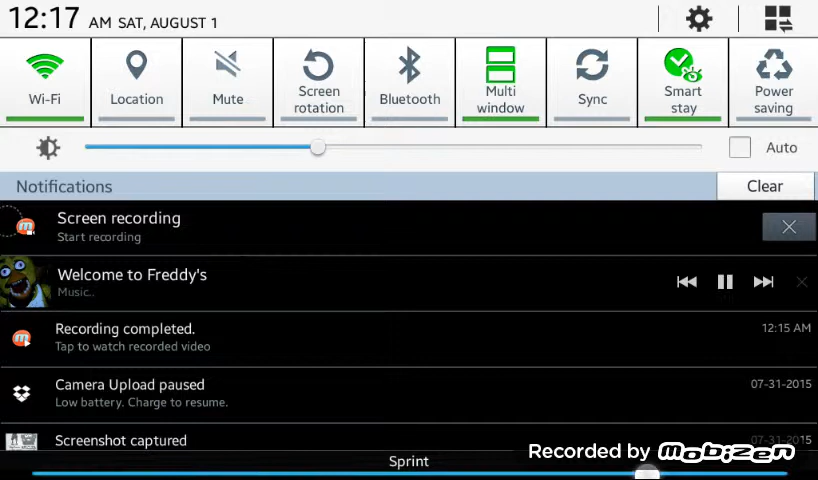 12:17 AM SAT, AUGUST 1
Wi-Fi
Location
Mute
Screen
rotation
Bluetooth
Multi
window
Sync
Smart
stay
Power
saving
Auto
Notifications
Clear
Screen recording
Start recording
Welcome to Freddy's
Music..
Recording completed.
12:15 AM
Tap to watch recorded video
Camera Upload paused
07-31-2015
Low battery. Charge to resume.
Screenshot captured
07-31-2015
Recorded by Mobizen
Sprint